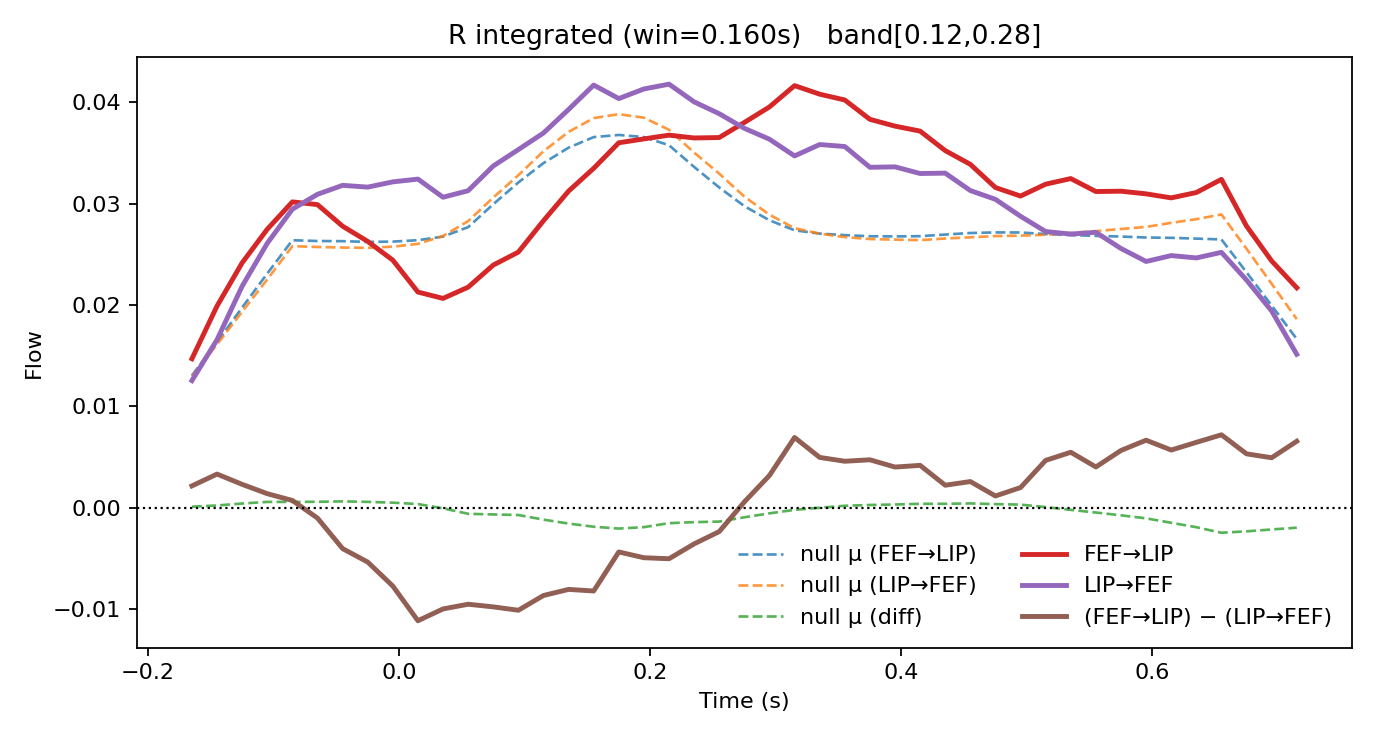 R integrated (win=0.160s)   band[0.12,0.28]
0.04
0.03
0.02
0.01
0.00
−0.01
Flow
−0.2
0.0
0.2
0.4
0.6
Time (s)
null μ (FEF→LIP)
null μ (LIP→FEF)
null μ (diff)
FEF→LIP
LIP→FEF
(FEF→LIP) − (LIP→FEF)